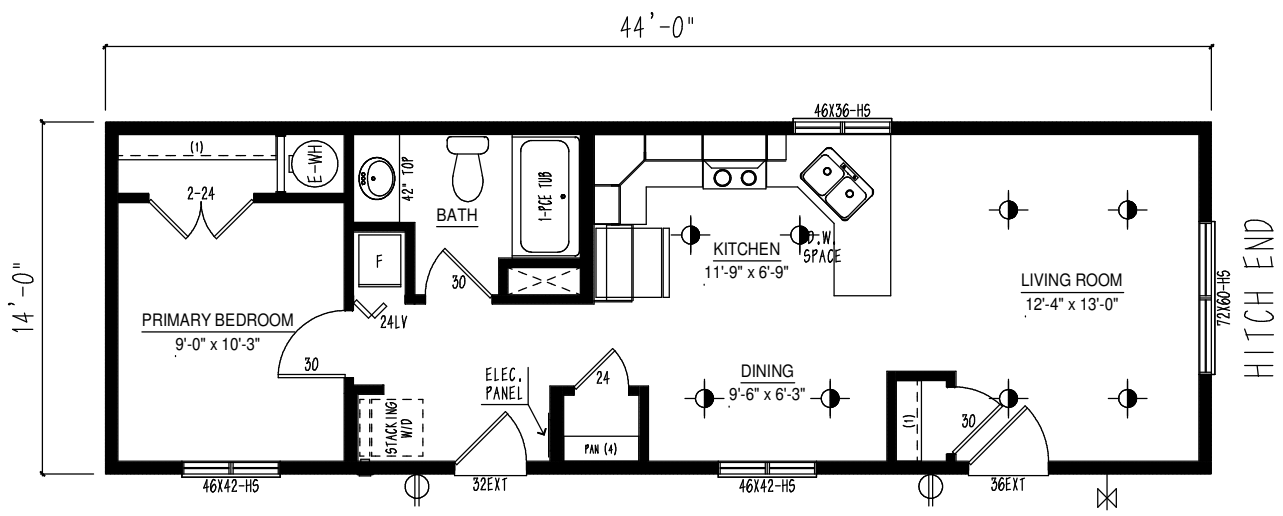 44'-0"
46X36-HS
(1)
E-WH
2-24
42" TOP
BATH
1-PCE TUB
KITCHEN
11'-9" x 6'-9"
D.W.
SPACE
F
30
24LV
LIVING ROOM
12'-4" x 13'-0"
72X60-HS
HITCH END
14'-0"
PRIMARY BEDROOM
9'-0" x 10'-3"
30
ELEC.
PANEL
24
DINING
9'-6" x 6'-3"
STACKING
W/D
PAN (4)
(1)
30
46X42-HS
32EXT
46X42-HS
36EXT